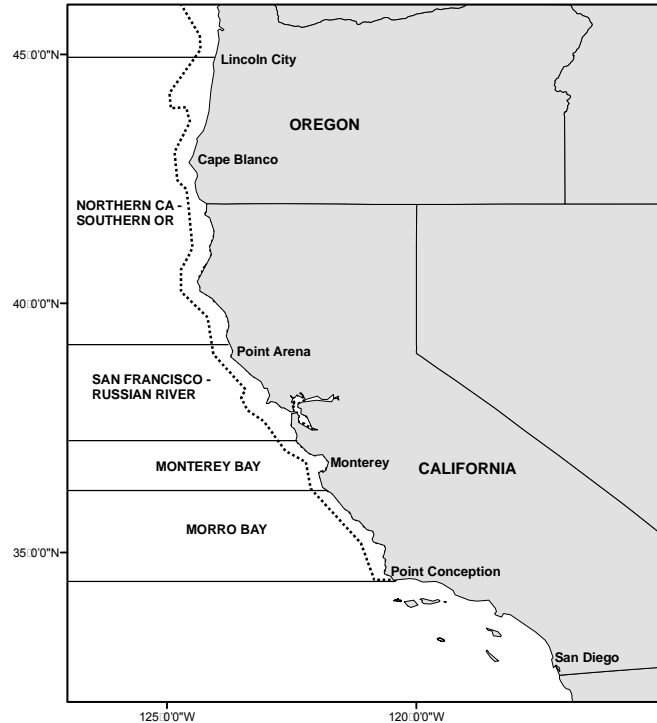 45□0'0"N
Lincoln City
OREGON
Cape Blanco
NORTHERN CA -
SOUTHERN OR
40□0'0"N
Point Arena
SAN FRANCISCO -
RUSSIAN RIVER
MONTEREY BAY
Monterey
CALIFORNIA
MORRO BAY
35□0'0"N
Point Conception
San Diego
125□0'0"W
120□0'0"W